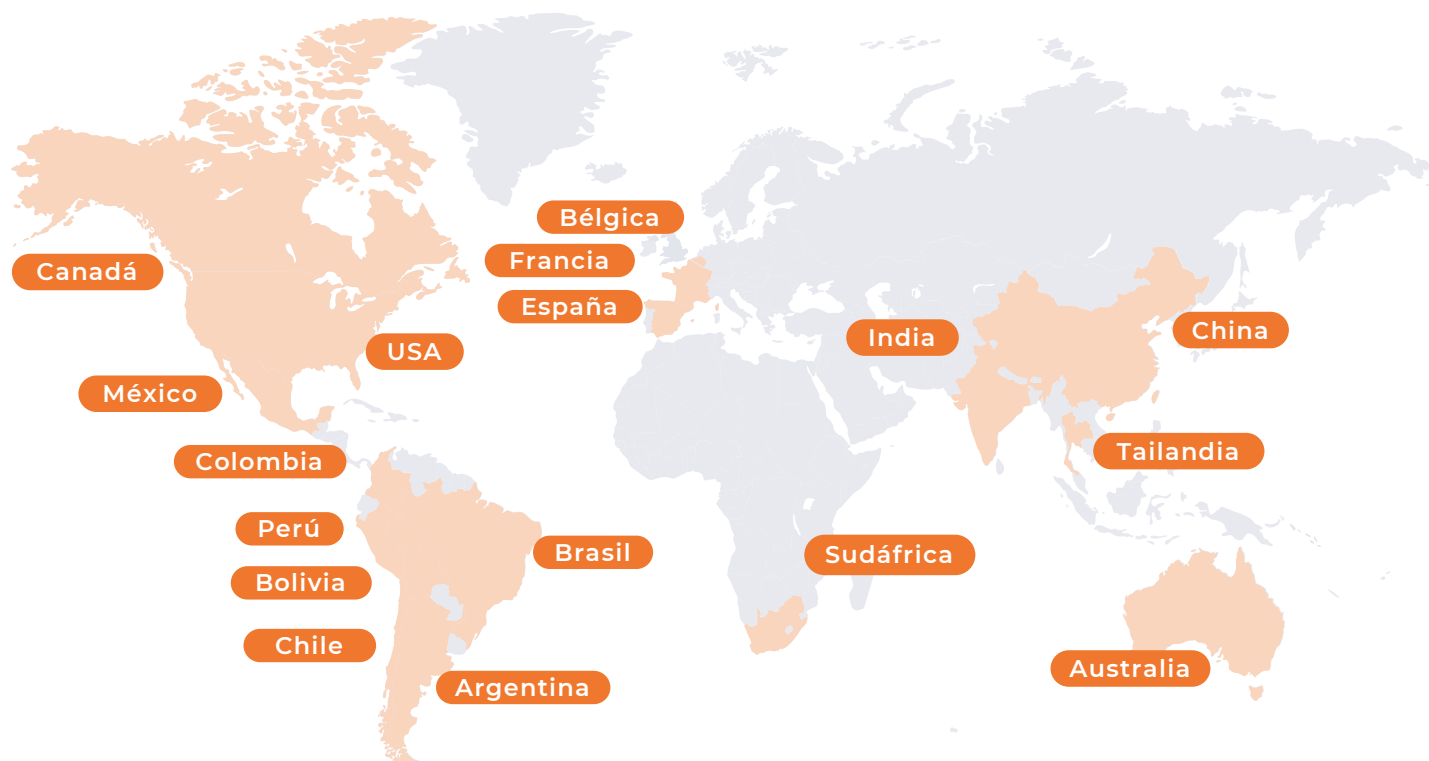 Bélgica
Francia
Canadá
España
India
China
USA
México
Tailandia
Colombia
Perú
Brasil
Sudáfrica
Bolivia
Chile
Australia
Argentina